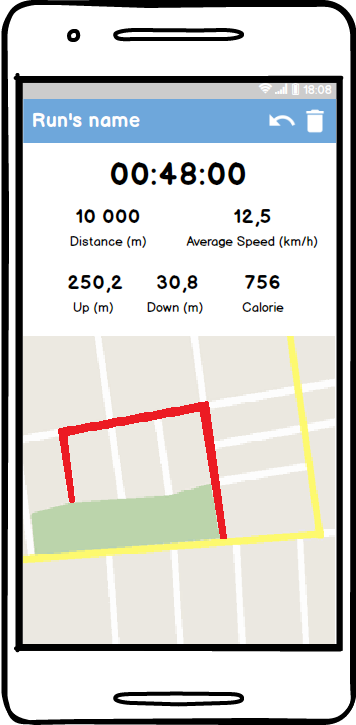 18:08
Run's name
00:48:00
10 000 12,5
Distance (m) Average Speed (km/h)
250,2 30,8 756
Up (m) Down (m) Calorie